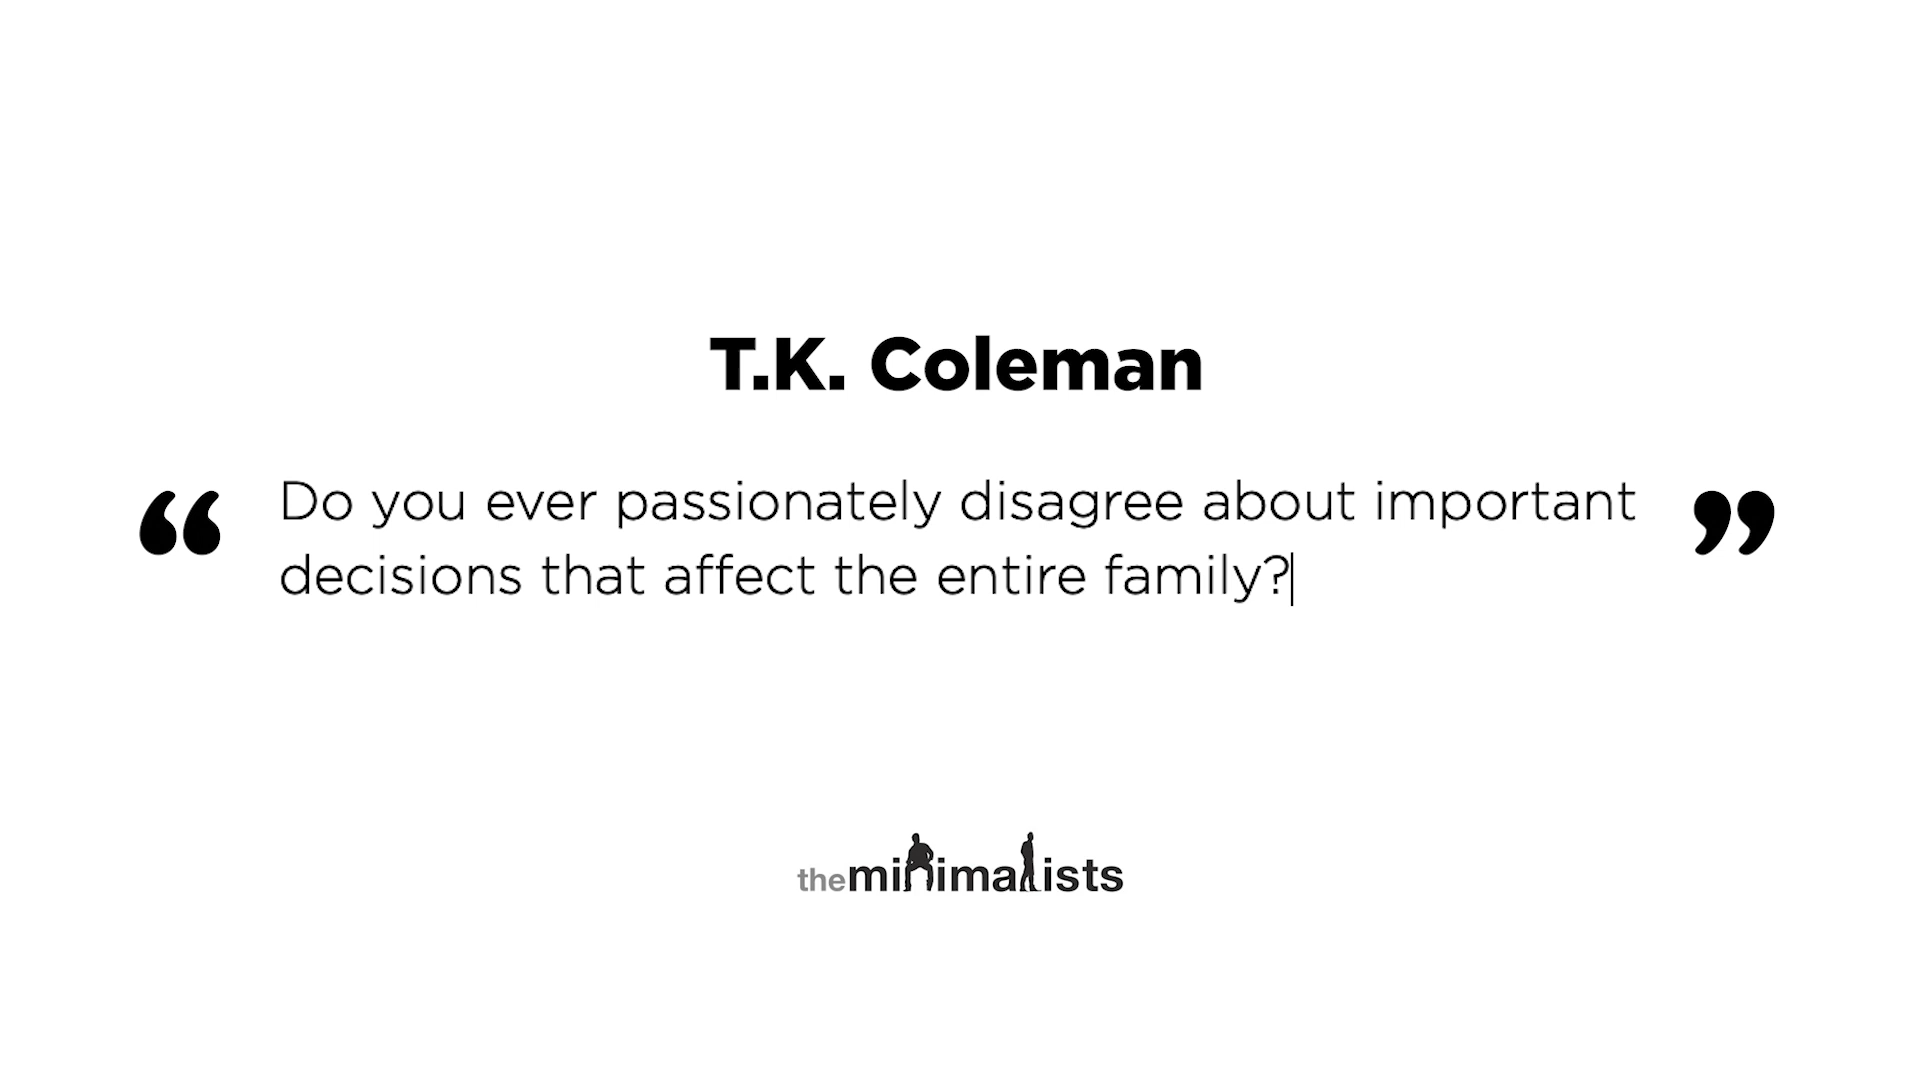 T.K. Coleman
“ Do you ever passionately disagree about important ”
decisions that affect the entire family?
theminimalists